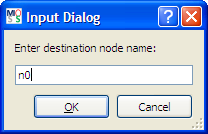 Input Dialog
Enter destination node name:
n0
OK
Cancel